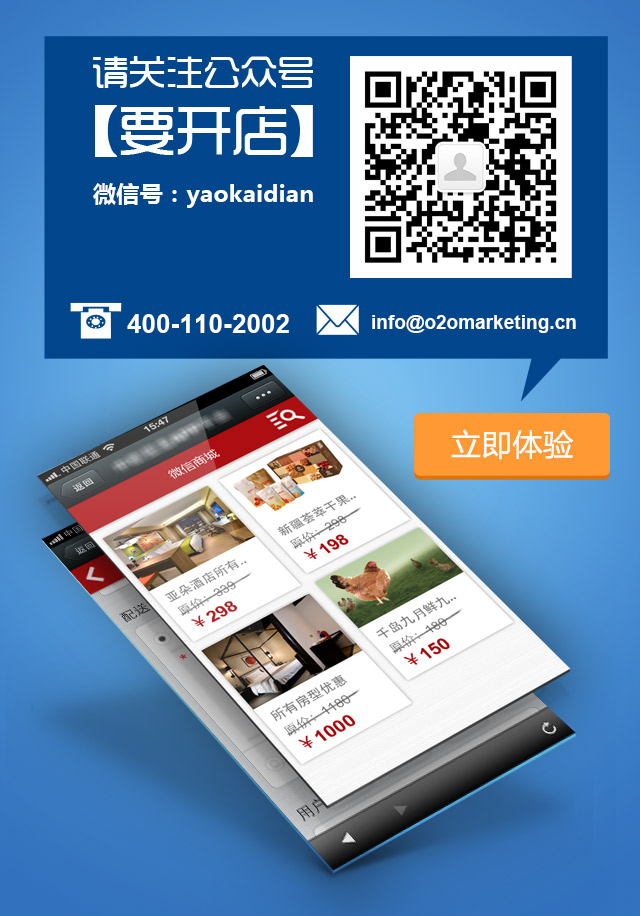 请关注公众号
【要开店】
微信号：yaokaidian
400-110-2002
info@o2omarketing.cn
立即体验
中国联通
15:47
返回
微信商城
新疆荟萃干果..
原价：298
￥198
亚朵酒店所有..
原价：339
￥298
千岛九月鲜九..
原价：180
￥150
所有房型优惠
原价：1180
￥1000
中国
返回
配送
用户